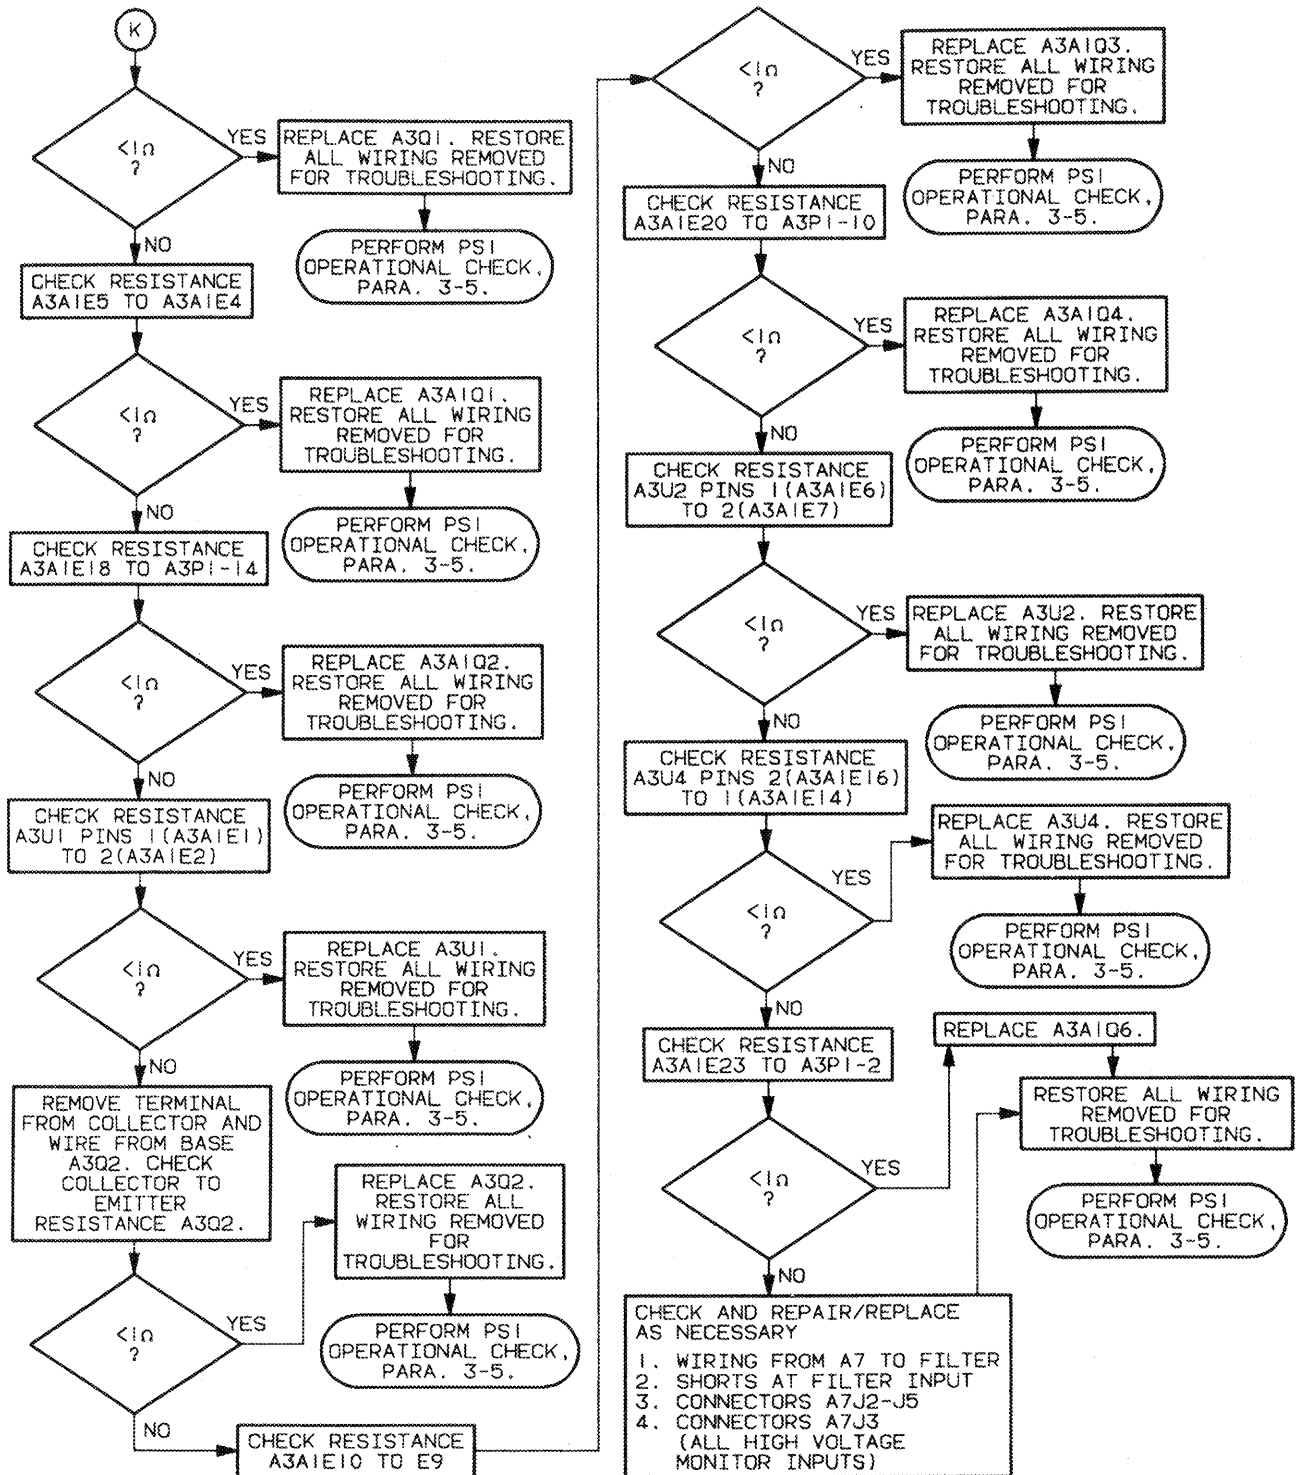 K
<1Ω
?
YES
REPLACE A3Q1. RESTORE
ALL WIRING REMOVED
FOR TROUBLESHOOTING.
PERFORM PS1
OPERATIONAL CHECK,
PARA. 3-5.
NO
CHECK RESISTANCE
A3A1E5 TO A3A1E4
<1Ω
?
YES
REPLACE A3A1Q1.
RESTORE ALL WIRING
REMOVED FOR
TROUBLESHOOTING.
PERFORM PS1
OPERATIONAL CHECK,
PARA. 3-5.
NO
CHECK RESISTANCE
A3A1E18 TO A3P1-14
<1Ω
?
YES
REPLACE A3A1Q2.
RESTORE ALL WIRING
REMOVED FOR
TROUBLESHOOTING.
PERFORM PS1
OPERATIONAL CHECK,
PARA. 3-5.
NO
CHECK RESISTANCE
A3U1 PINS 1(A3A1E1)
TO 2(A3A1E2)
<1Ω
?
YES
REPLACE A3U1.
RESTORE ALL WIRING
REMOVED FOR
TROUBLESHOOTING.
PERFORM PS1
OPERATIONAL CHECK,
PARA. 3-5.
NO
REMOVE TERMINAL
FROM COLLECTOR AND
WIRE FROM BASE
A3Q2. CHECK
COLLECTOR TO
EMITTER
RESISTANCE A3Q2.
<1Ω
?
YES
REPLACE A3Q2.
RESTORE ALL
WIRING REMOVED
FOR
TROUBLESHOOTING.
PERFORM PS1
OPERATIONAL CHECK,
PARA. 3-5.
NO
CHECK RESISTANCE
A3A1E10 TO E9
<1Ω
?
YES
REPLACE A3A1Q3.
RESTORE ALL WIRING
REMOVED FOR
TROUBLESHOOTING.
PERFORM PS1
OPERATIONAL CHECK,
PARA. 3-5.
NO
CHECK RESISTANCE
A3A1E20 TO A3P1-10
<1Ω
?
YES
REPLACE A3A1Q4.
RESTORE ALL WIRING
REMOVED FOR
TROUBLESHOOTING.
PERFORM PS1
OPERATIONAL CHECK,
PARA. 3-5.
NO
CHECK RESISTANCE
A3U2 PINS 1(A3A1E6)
TO 2(A3A1E7)
<1Ω
?
YES
REPLACE A3U2. RESTORE
ALL WIRING REMOVED
FOR TROUBLESHOOTING.
PERFORM PS1
OPERATIONAL CHECK,
PARA. 3-5.
NO
CHECK RESISTANCE
A3U4 PINS 2(A3A1E16)
TO 1(A3A1E14)
<1Ω
?
YES
REPLACE A3U4. RESTORE
ALL WIRING REMOVED
FOR TROUBLESHOOTING.
PERFORM PS1
OPERATIONAL CHECK,
PARA. 3-5.
NO
CHECK RESISTANCE
A3A1E23 TO A3P1-2
<1Ω
?
YES
REPLACE A3A1Q6.
RESTORE ALL WIRING
REMOVED FOR
TROUBLESHOOTING.
PERFORM PS1
OPERATIONAL CHECK,
PARA. 3-5.
NO
CHECK AND REPAIR/REPLACE
AS NECESSARY
1. WIRING FROM A7 TO FILTER
2. SHORTS AT FILTER INPUT
3. CONNECTORS A7J2-J5
4. CONNECTORS A7J3
(ALL HIGH VOLTAGE
MONITOR INPUTS)